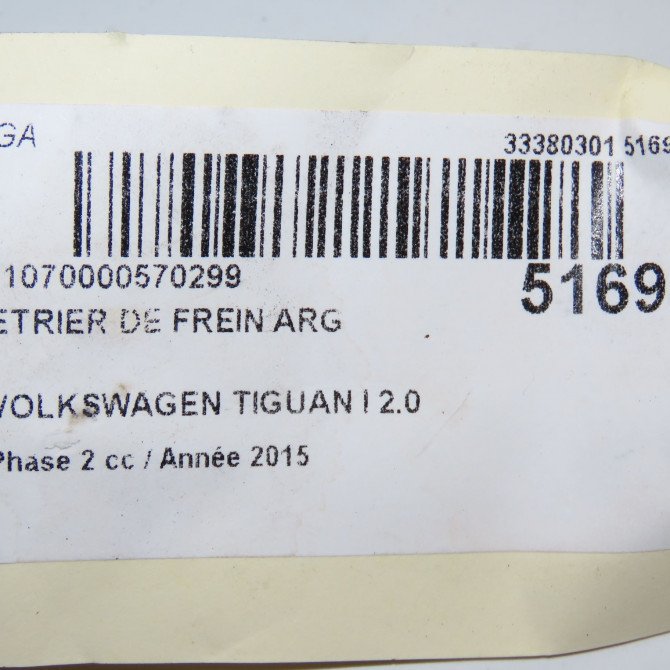 GA
33380301 5169
1070000570299
5169
ETRIER DE FREIN ARG
VOLKSWAGEN TIGUAN I 2.0
Phase 2 cc / Année 2015